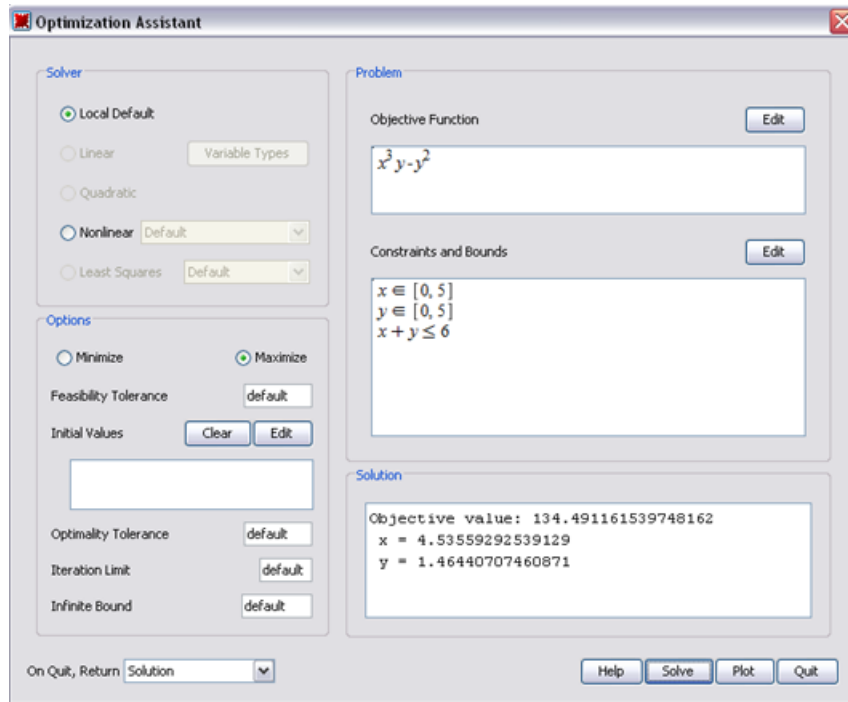 Optimization Assistant
Solver
Local Default
Linear
Variable Types
Quadratic
Nonlinear
Default
Least Squares
Default
Options
Minimize
Maximize
Feasibility Tolerance
default
Initial Values
Clear
Edit
Optimality Tolerance
default
Iteration Limit
default
Infinite Bound
default
Problem
Objective Function
Edit
x³ y-y²
Constraints and Bounds
Edit
x ∈ [0, 5]
y ∈ [0, 5]
x + y ≤ 6
Solution
Objective value: 134.491161539748162
x = 4.53559292539129
y = 1.46440707460871
On Quit, Return
Solution
Help
Solve
Plot
Quit